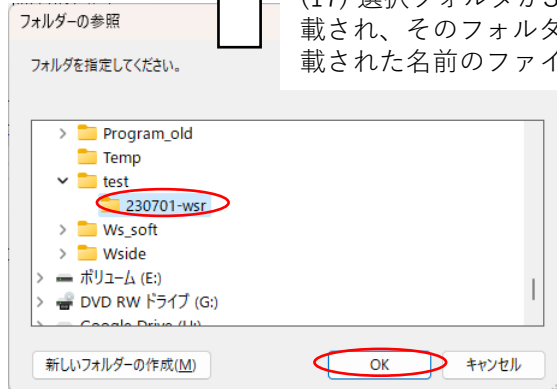 (17) 選択フォルダが
載され、そのフォルダ
載された名前のファイ
フォルダーの参照
フォルダを指定してください。
Program_old
Temp
test
230701-wsr
Ws_soft
Wside
ボリューム (E:)
DVD RW ドライブ (G:)
Google Drive (H:)
新しいフォルダーの作成(M)
OK
キャンセル